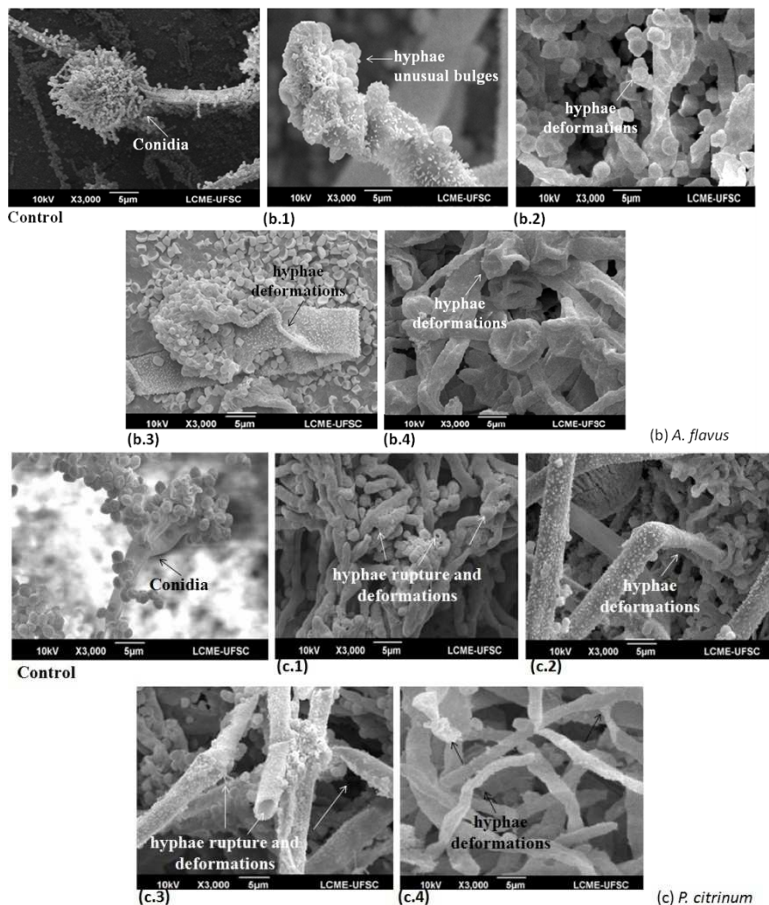 Conidia
10kV X3,000 5µm LCME-UFSC
Control
hyphae
unusual bulges
10kV X3,000 5µm LCME-UFSC
(b.1)
hyphae
deformations
10kV X3,000 5µm LCME-UFSC
(b.2)
hyphae
deformations
10kV X3,000 5µm LCME-UFSC
(b.3)
hyphae
deformations
10kV X3,000 5µm LCME-UFSC
(b.4)
(b) A. flavus
Conidia
10kV X3,000 5µm LCME-UFSC
Control
hyphae rupture and
deformations
10kV X3,000 5µm LCME-UFSC
(c.1)
hyphae
deformations
10kV X3,000 5µm LCME-UFSC
(c.2)
hyphae rupture and
deformations
10kV X3,000 5µm LCME-UFSC
(c.3)
hyphae
deformations
10kV X3,000 5µm LCME-UFSC
(c.4)
(c) P. citrinum